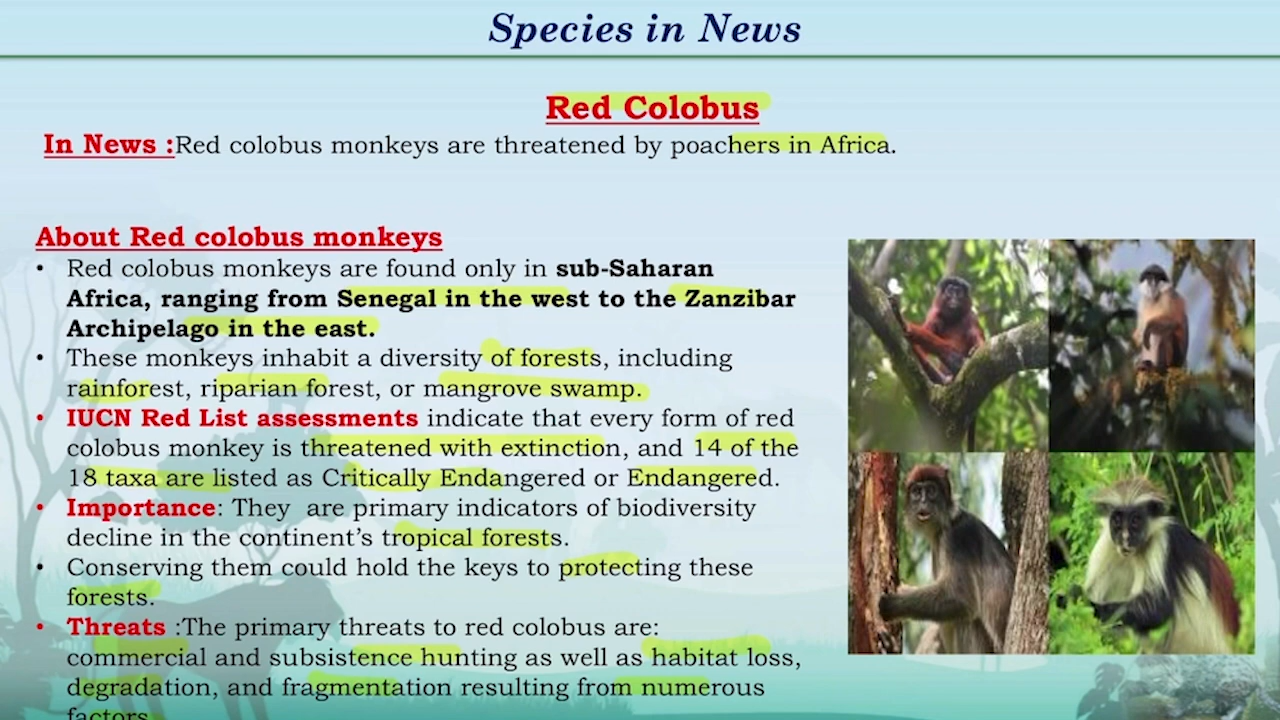 Species in News
Red Colobus
In News :Red colobus monkeys are threatened by poachers in Africa.
About Red colobus monkeys
• Red colobus monkeys are found only in sub-Saharan
Africa, ranging from Senegal in the west to the Zanzibar
Archipelago in the east.
• These monkeys inhabit a diversity of forests, including
rainforest, riparian forest, or mangrove swamp.
• IUCN Red List assessments indicate that every form of red
colobus monkey is threatened with extinction, and 14 of the
18 taxa are listed as Critically Endangered or Endangered.
• Importance: They are primary indicators of biodiversity
decline in the continent's tropical forests.
• Conserving them could hold the keys to protecting these
forests.
• Threats :The primary threats to red colobus are:
commercial and subsistence hunting as well as habitat loss,
degradation, and fragmentation resulting from numerous
factors